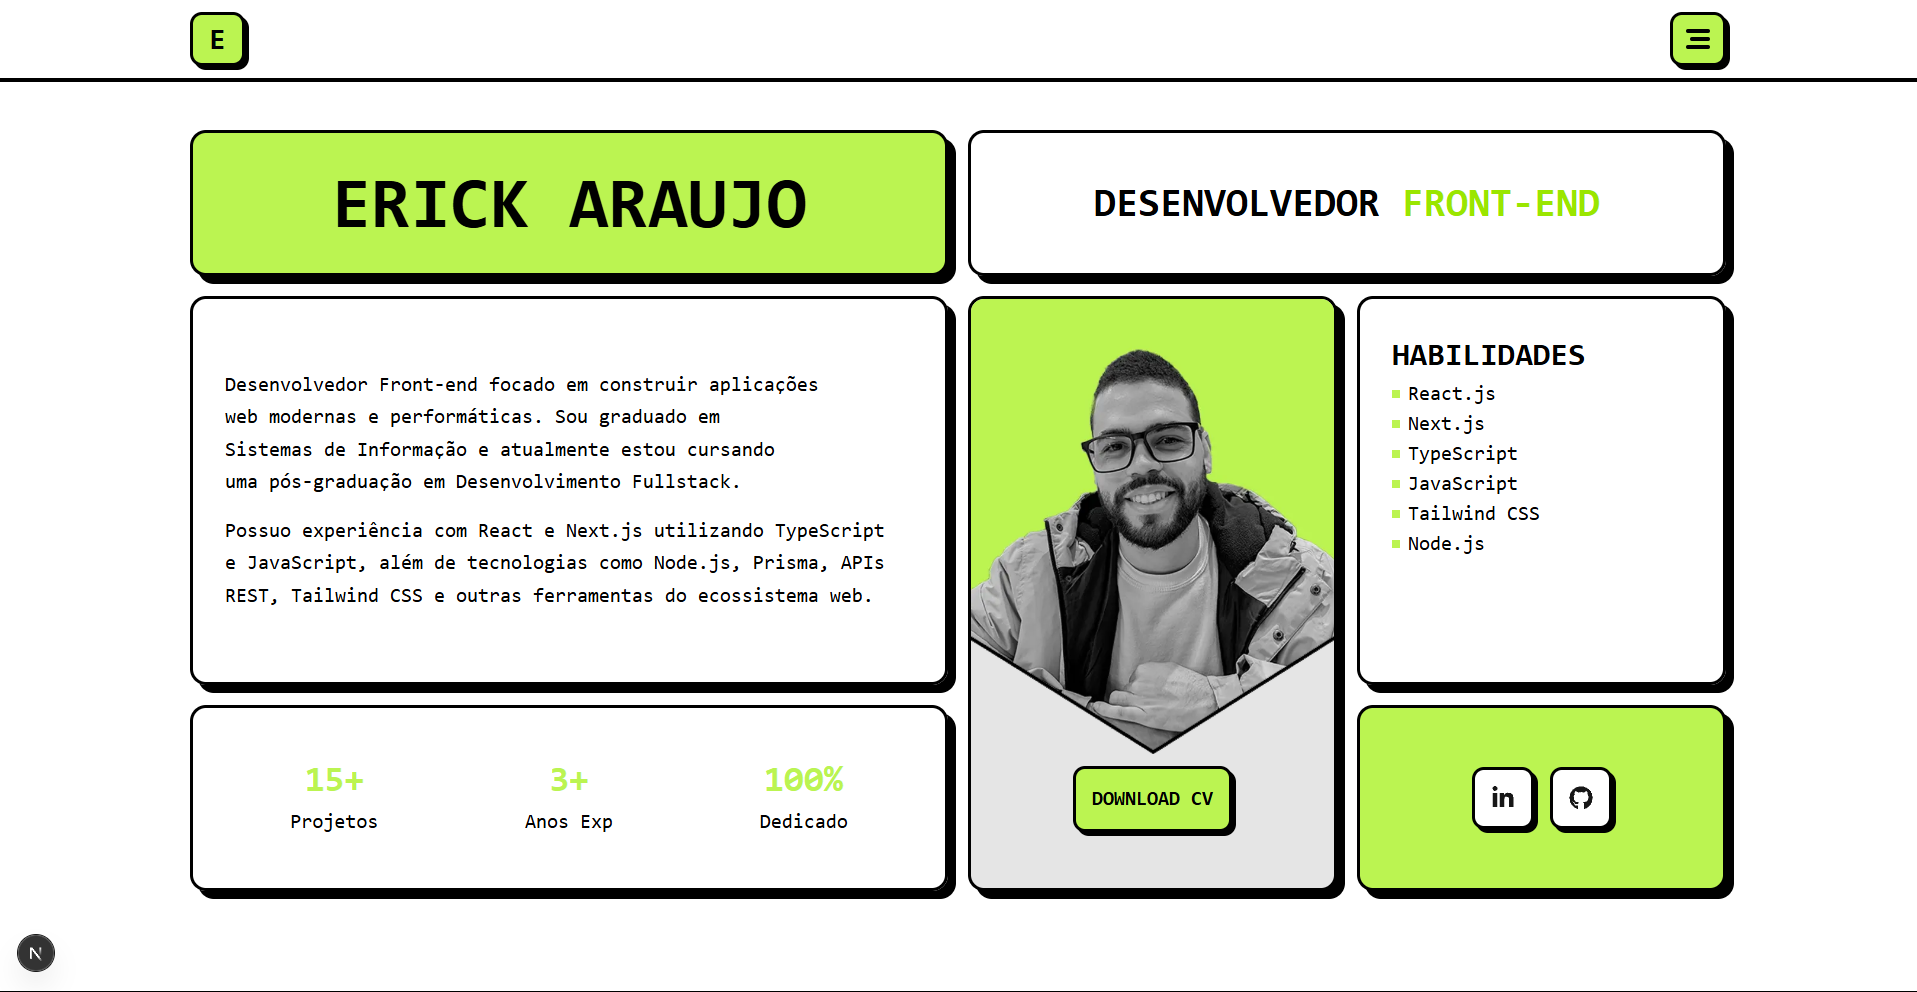 E
ERICK ARAUJO
DESENVOLVEDOR FRONT-END
Desenvolvedor Front-end focado em construir aplicações
web modernas e performáticas. Sou graduado em
Sistemas de Informação e atualmente estou cursando
uma pós-graduação em Desenvolvimento Fullstack.
Possuo experiência com React e Next.js utilizando TypeScript
e JavaScript, além de tecnologias como Node.js, Prisma, APIs
REST, Tailwind CSS e outras ferramentas do ecossistema web.
HABILIDADES
React.js
Next.js
TypeScript
JavaScript
Tailwind CSS
Node.js
15+
Projetos
3+
Anos Exp
100%
Dedicado
DOWNLOAD CV
in
N